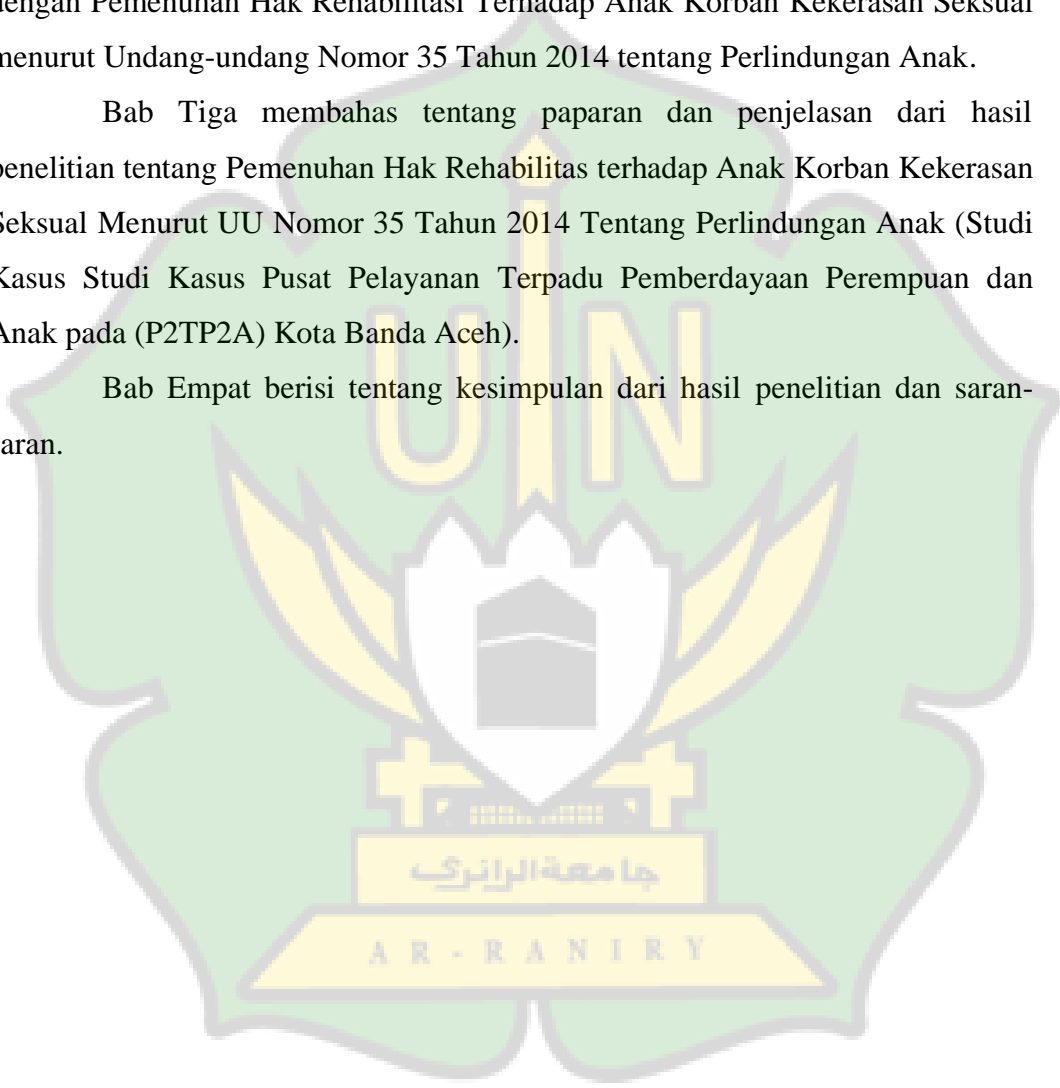 dengan Pemenuhan Hak Rehabilitasi Terhadap Anak Korban Kekerasan Seksual
menurut Undang-undang Nomor 35 Tahun 2014 tentang Perlindungan Anak.
Bab Tiga membahas tentang paparan dan penjelasan dari hasil
penelitian tentang Pemenuhan Hak Rehabilitas terhadap Anak Korban Kekerasan
Seksual Menurut UU Nomor 35 Tahun 2014 Tentang Perlindungan Anak (Studi
Kasus Studi Kasus Pusat Pelayanan Terpadu Pemberdayaan Perempuan dan
Anak pada (P2TP2A) Kota Banda Aceh).
Bab Empat berisi tentang kesimpulan dari hasil penelitian dan saran-
saran.
UIN
جامعة الرانري
AR-RANIRY